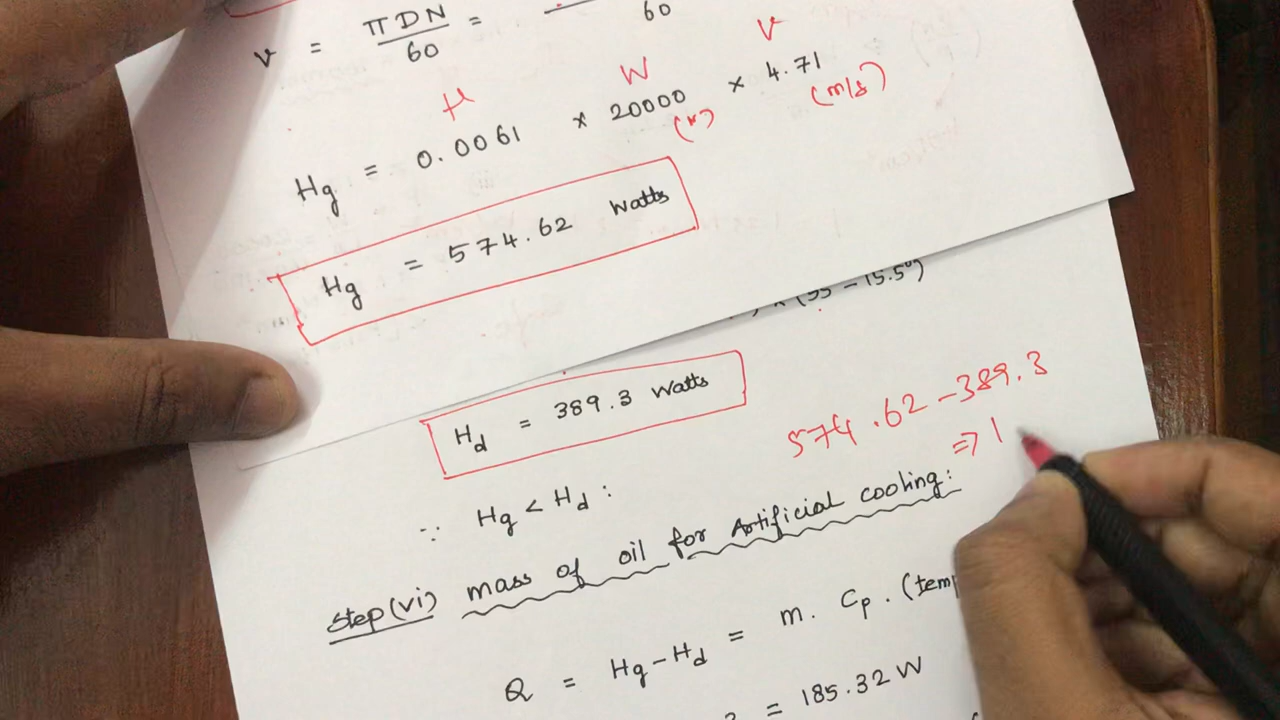 v = πDN/60 = 60
μ W v
Hg = 0.0061 × 20000 × 4.71
(m/s)
Hg = 574.62 Watts
15.5°)
Hd = 389.3 Watts
574.62 - 389.3
⇒ 1
∵ Hg < Hd :
Step(vi) mass of oil for Artificial cooling:
Q = Hg - Hd = m. Cp. (temp
= 185.32 W